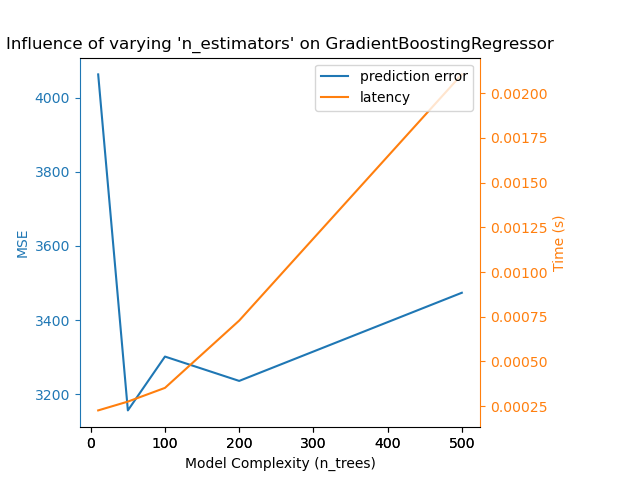 Influence of varying 'n_estimators' on GradientBoostingRegressor
prediction error
latency
MSE
4000
3800
3600
3400
3200
0.00200
0.00175
0.00150
0.00125
0.00100
0.00075
0.00050
0.00025
Time (s)
0 100 200 300 400 500
Model Complexity (n_trees)